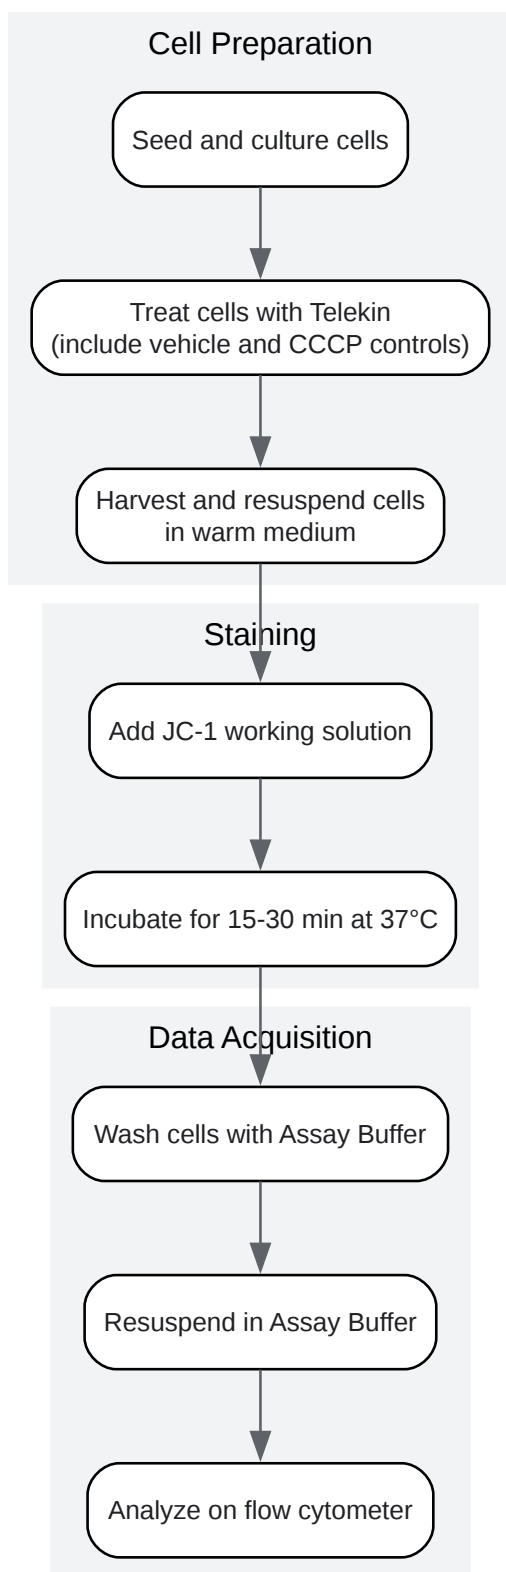 Cell Preparation
Seed and culture cells
Treat cells with Telekin
(include vehicle and CCCP controls)
Harvest and resuspend cells
in warm medium
Staining
Add JC-1 working solution
Incubate for 15-30 min at 37°C
Data Acquisition
Wash cells with Assay Buffer
Resuspend in Assay Buffer
Analyze on flow cytometer